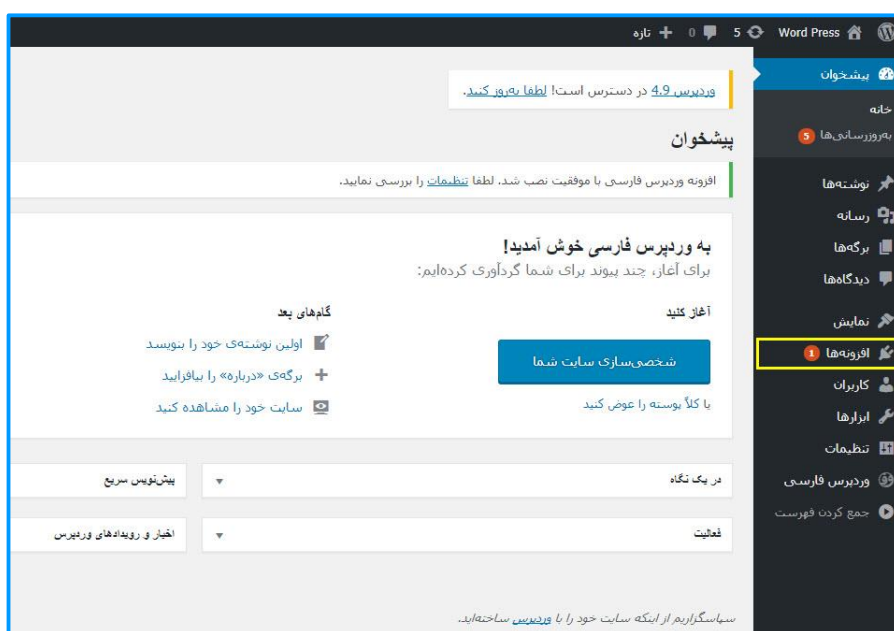 Word Press 5 0 تازه
پیشخوان
خانه
به‌روزرسانی‌ها 5
نوشته‌ها
رسانه
برگه‌ها
دیدگاه‌ها
نمایش
افزونه‌ها 1
کاربران
ابزارها
تنظیمات
وردپرس فارسی
جمع کردن فهرست
وردپرس 4.9 در دسترس است! لطفا به‌روز کنید.
پیشخوان
افزونه وردپرس فارسی با موفقیت نصب شد. لطفا تنظیمات را بررسی نمایید.
به وردپرس فارسی خوش آمدید!
برای آغاز، چند پیوند برای شما گردآوری کرده‌ایم:
آغاز کنید
شخصی‌سازی سایت شما
یا کلاً پوسته را عوض کنید
گام‌های بعد
اولین نوشته‌ی خود را بنویسد
برگه‌ی «درباره» را بیافزایید
سایت خود را مشاهده کنید
در یک نگاه
پیش‌نویس سریع
فعالیت
اخبار و رویدادهای وردپرس
سپاسگزاریم از اینکه سایت خود را با وردپرس ساخته‌اید.